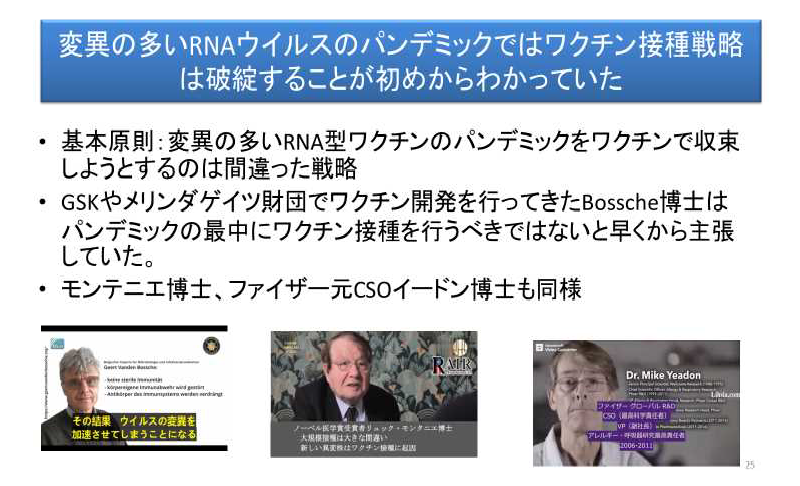 変異の多いRNAウイルスのパンデミックではワクチン接種戦略
は破綻することが初めからわかっていた
• 基本原則：変異の多いRNA型ワクチンのパンデミックをワクチンで収束
しようとするのは間違った戦略
• GSKやメリンダゲイツ財団でワクチン開発を行ってきたBossche博士は
パンデミックの最中にワクチン接種を行うべきではないと早くから主張
していた。
• モンテニエ博士、ファイザー元CSOイードン博士も同様
Geert Vanden Bossche:
- keine sterile Immunität
- körpereigene Immunabwehr wird gestört
- Antikörper des Immunsystems werden verdrängt
その結果 ウイルスの変異を
加速させてしまうことになる
RAIR
ノーベル医学賞受賞者リュック・モンタニエ博士
大規模接種は大きな間違い
新しい異変株はワクチン接種に起因
Dr. Mike Yeadon
ファイザー グローバル R&D
CSO（最高科学責任者）
VP（副社長）
アレルギー・呼吸器研究最高責任者
2006-2011
25